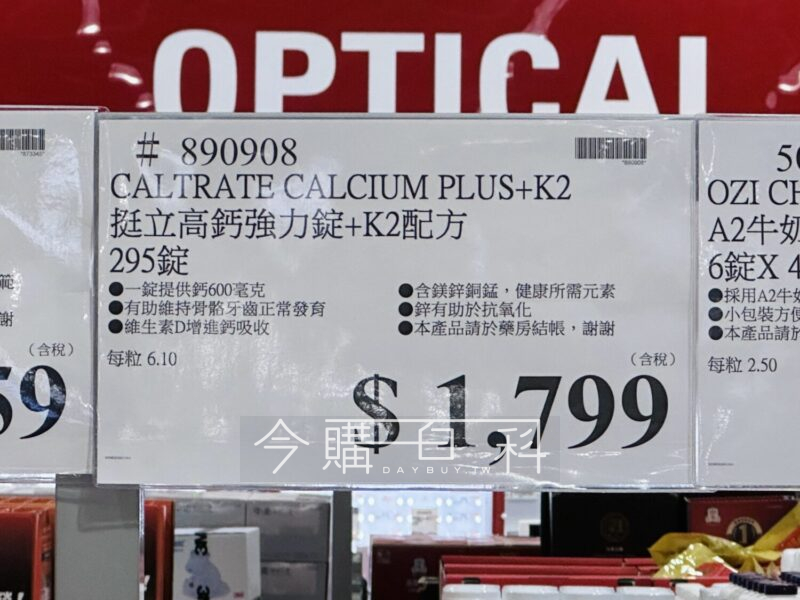 OPTICAL
# 890908
*890908*
CALTRATE CALCIUM PLUS+K2
挺立高鈣強力錠+K2配方
295錠
●一錠提供鈣600毫克
●有助維持骨骼牙齒正常發育
●維生素D增進鈣吸收
●含鎂鋅銅錳，健康所需元素
●鋅有助於抗氧化
●本產品請於藥房結帳，謝謝
每粒 6.10
(含稅)
$ 1,799
今購百科
DAYBUY.TW
(含稅)
59
OZI CH
A2牛奶
6錠X 4
●採用A2牛奶
●小包裝方便
●本產品請於
每粒 2.50